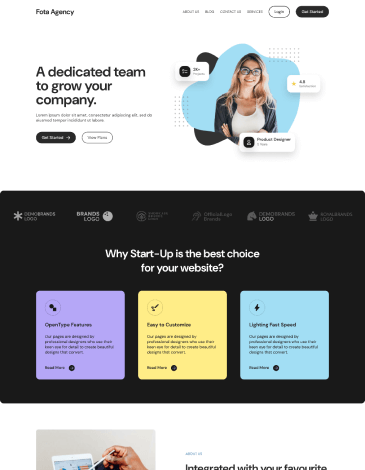 Fota Agency
ABOUT US BLOG CONTACT US SERVICES Login Get Started
A dedicated team
to grow your
company.
Lorem ipsum dolor sit amet, consectetur adipiscing elit, sed do
eiusmod tempor incididunt ut labore
Get Started → View Plans
2K+
4.8
Product Designer
DEMOBRANDS
LOGO
BRANDS
LOGO
OfficialLogo
Brands
DEMOBRANDS
LOGO
ROYALBRANDS
LOGO
Why Start-Up is the best choice
for your website?
OpenType Features
Our pages are designed by
professional designers who use their
keen eye for detail to create beautiful
designs that convert.
Read More
Easy to Customize
Our pages are designed by
professional designers who use their
keen eye for detail to create beautiful
designs that convert.
Read More
Lighting Fast Speed
Our pages are designed by
professional designers who use their
keen eye for detail to create beautiful
designs that convert.
Read More
ABOUT US
Integrated with your favourite